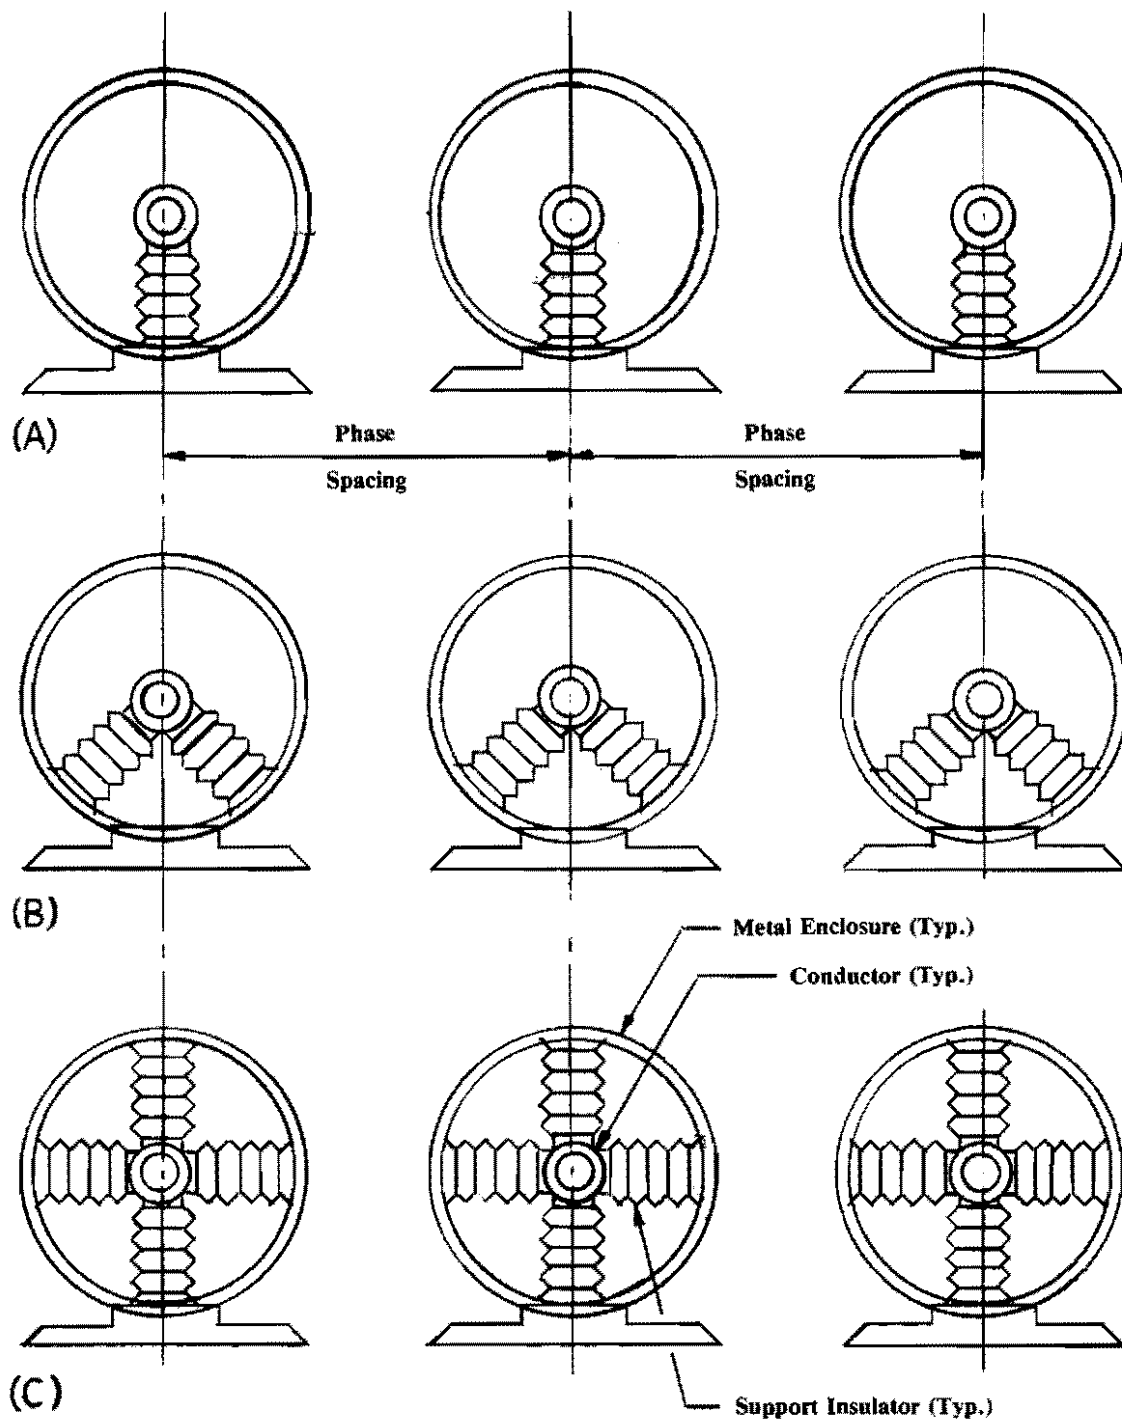 (A)
Phase
Spacing
Phase
Spacing
(B)
Metal Enclosure (Typ.)
Conductor (Typ.)
(C)
Support Insulator (Typ.)